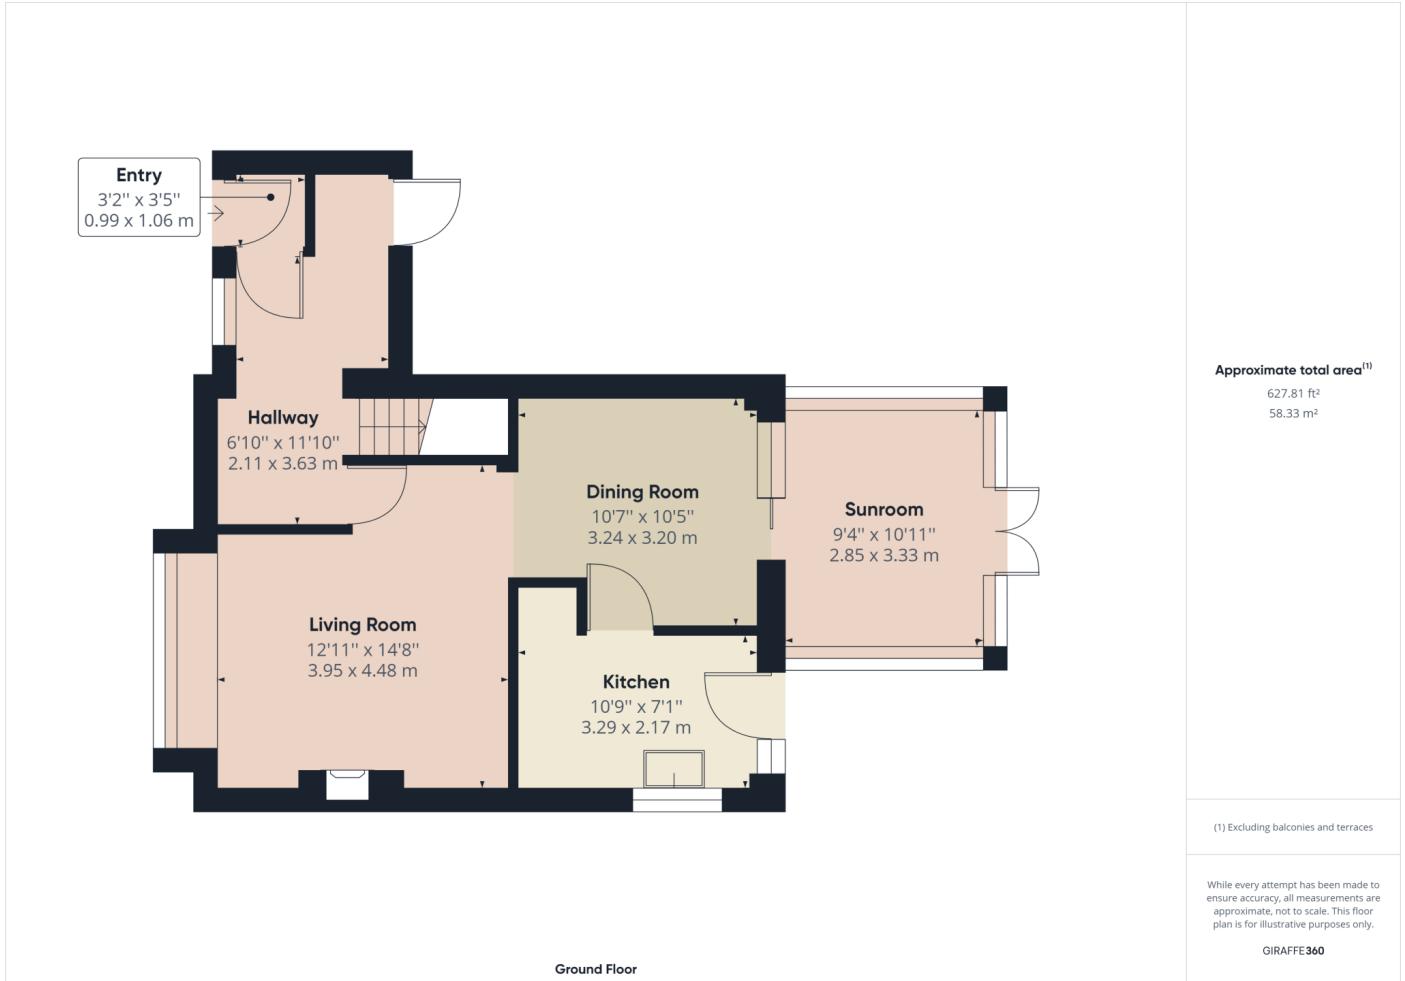 Entry
3'2'' x 3'5''
0.99 x 1.06 m
Hallway
6'10'' x 11'10''
2.11 x 3.63 m
Dining Room
10'7'' x 10'5''
3.24 x 3.20 m
Sunroom
9'4'' x 10'11''
2.85 x 3.33 m
Living Room
12'11'' x 14'8''
3.95 x 4.48 m
Kitchen
10'9'' x 7'1''
3.29 x 2.17 m
Ground Floor
Approximate total area(1)
627.81 ft²
58.33 m²
(1) Excluding balconies and terraces
While every attempt has been made to
ensure accuracy, all measurements are
approximate, not to scale. This floor
plan is for illustrative purposes only.
GIRAFFE360